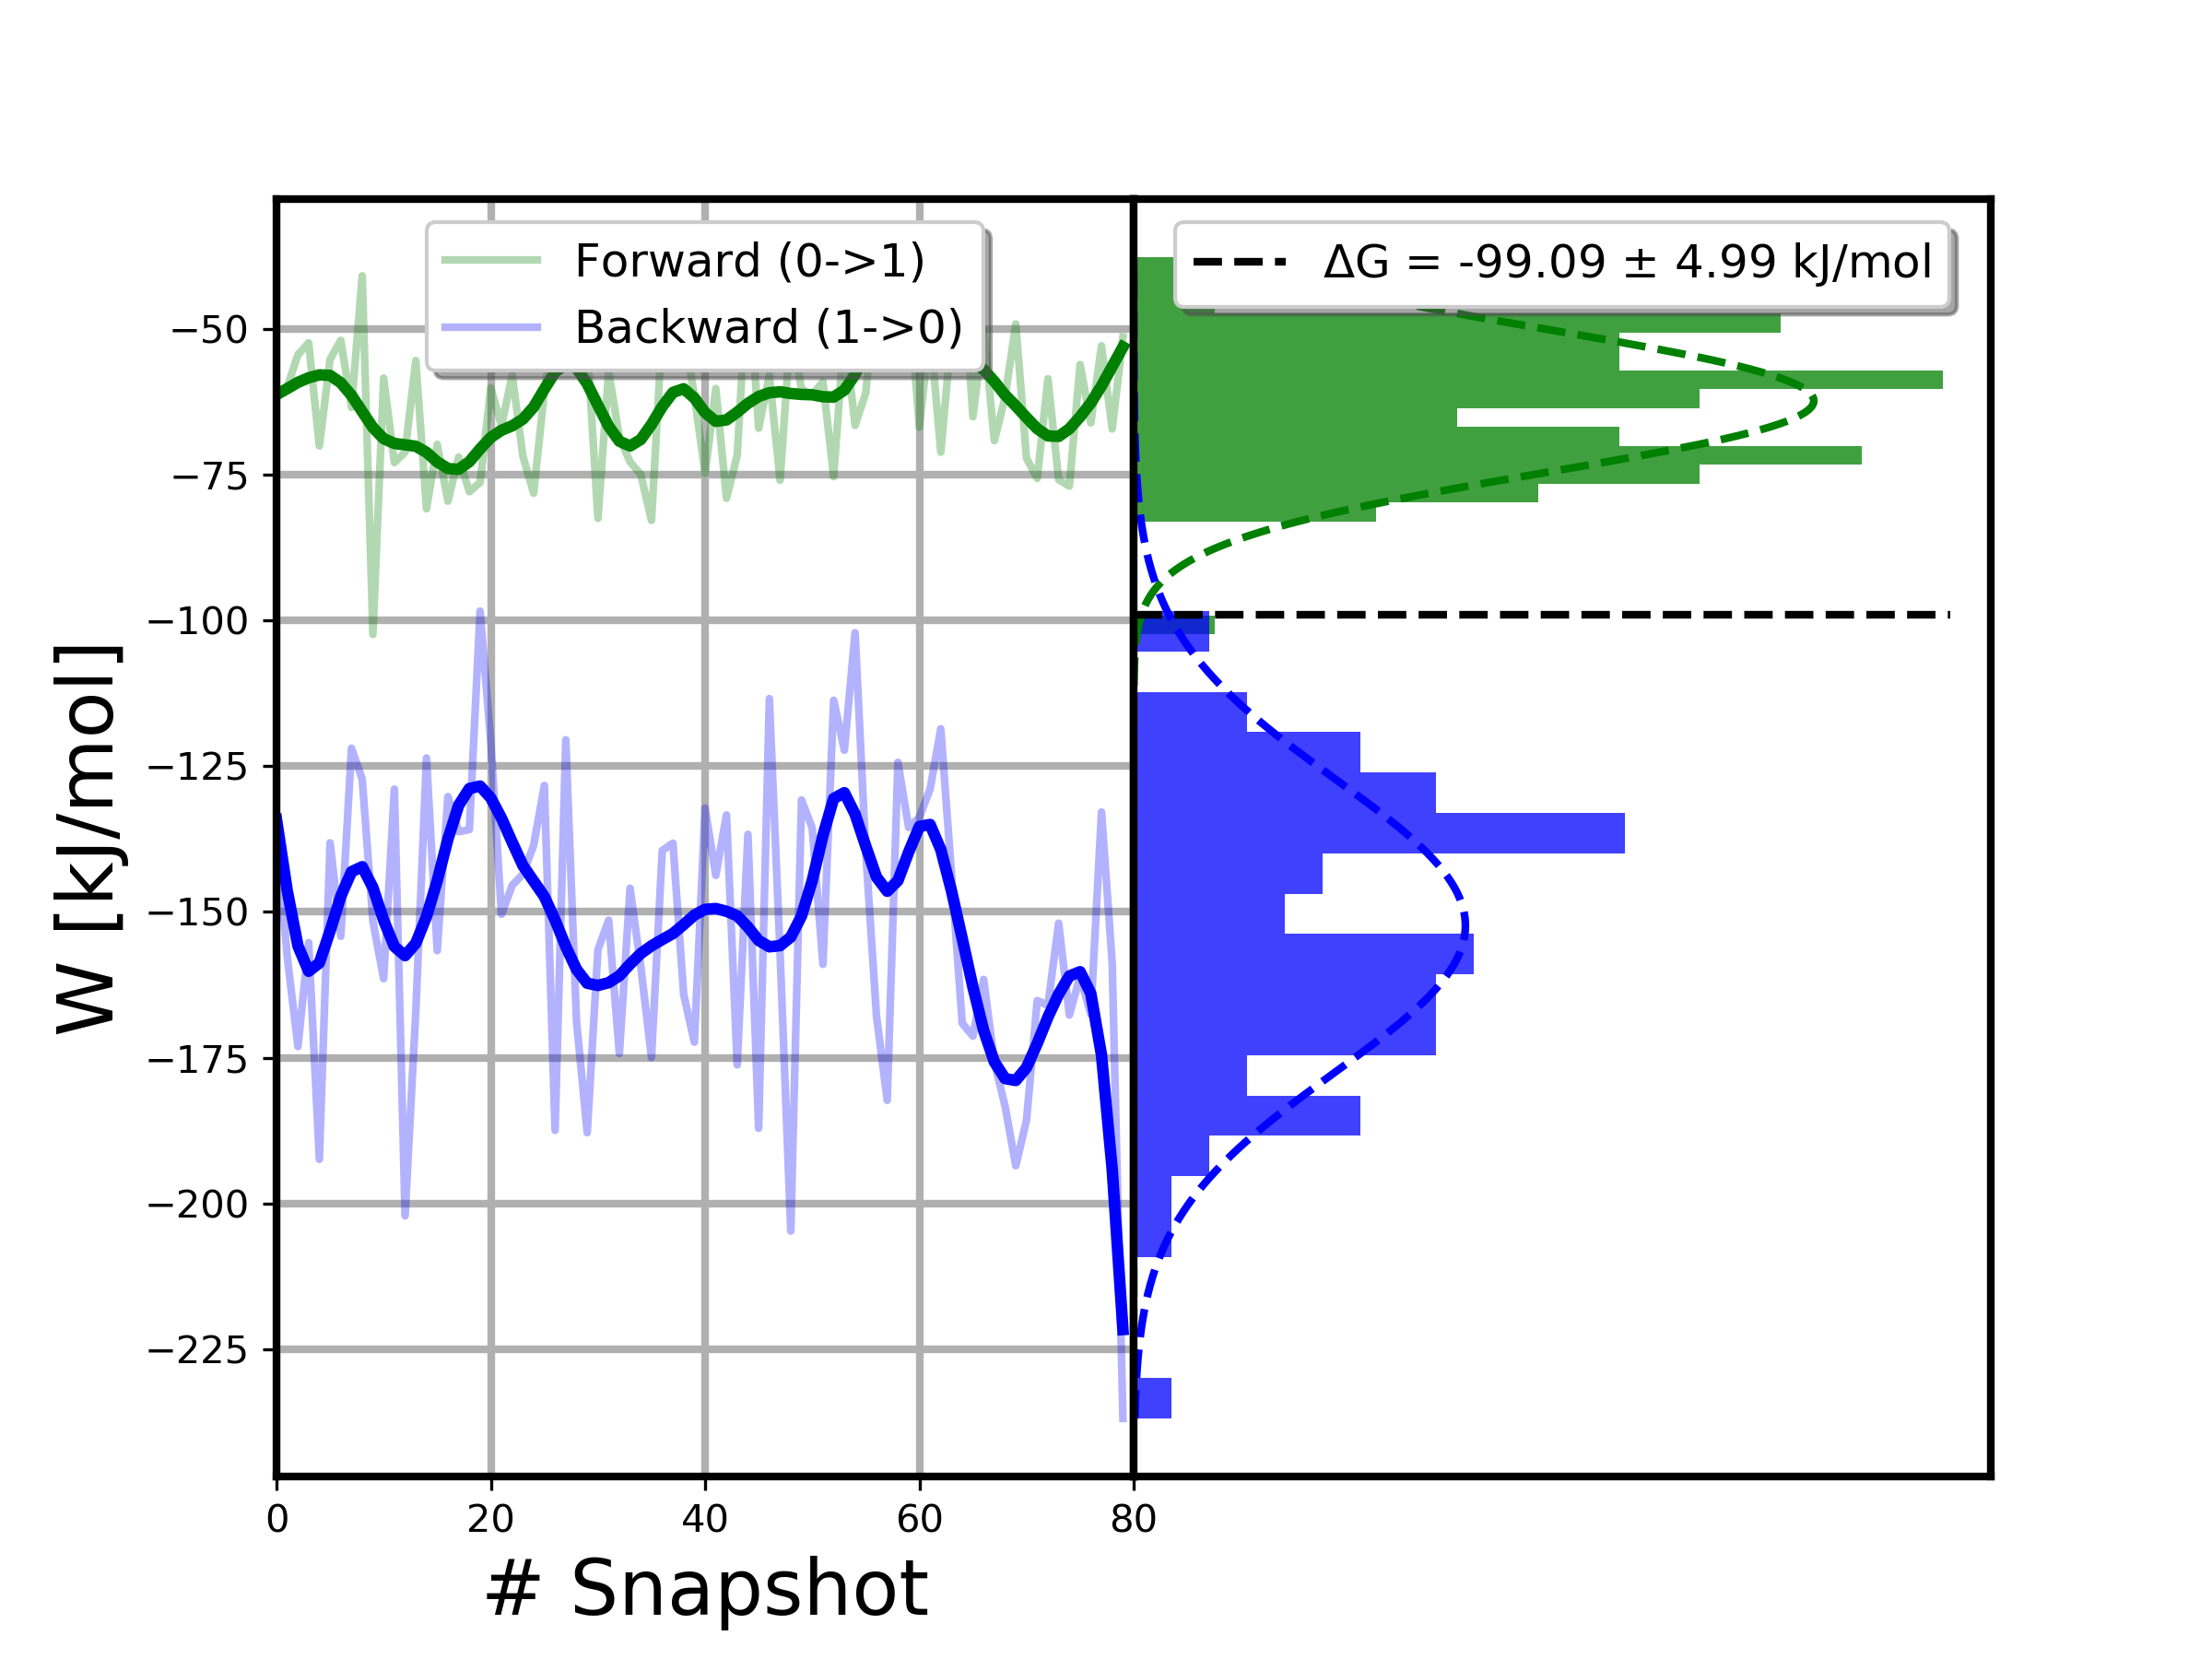 Forward (0->1)
Backward (1->0)
ΔG = -99.09 ± 4.99 kJ/mol
W [kJ/mol]
−50
−75
−100
−125
−150
−175
−200
−225
0 20 40 60 80
# Snapshot